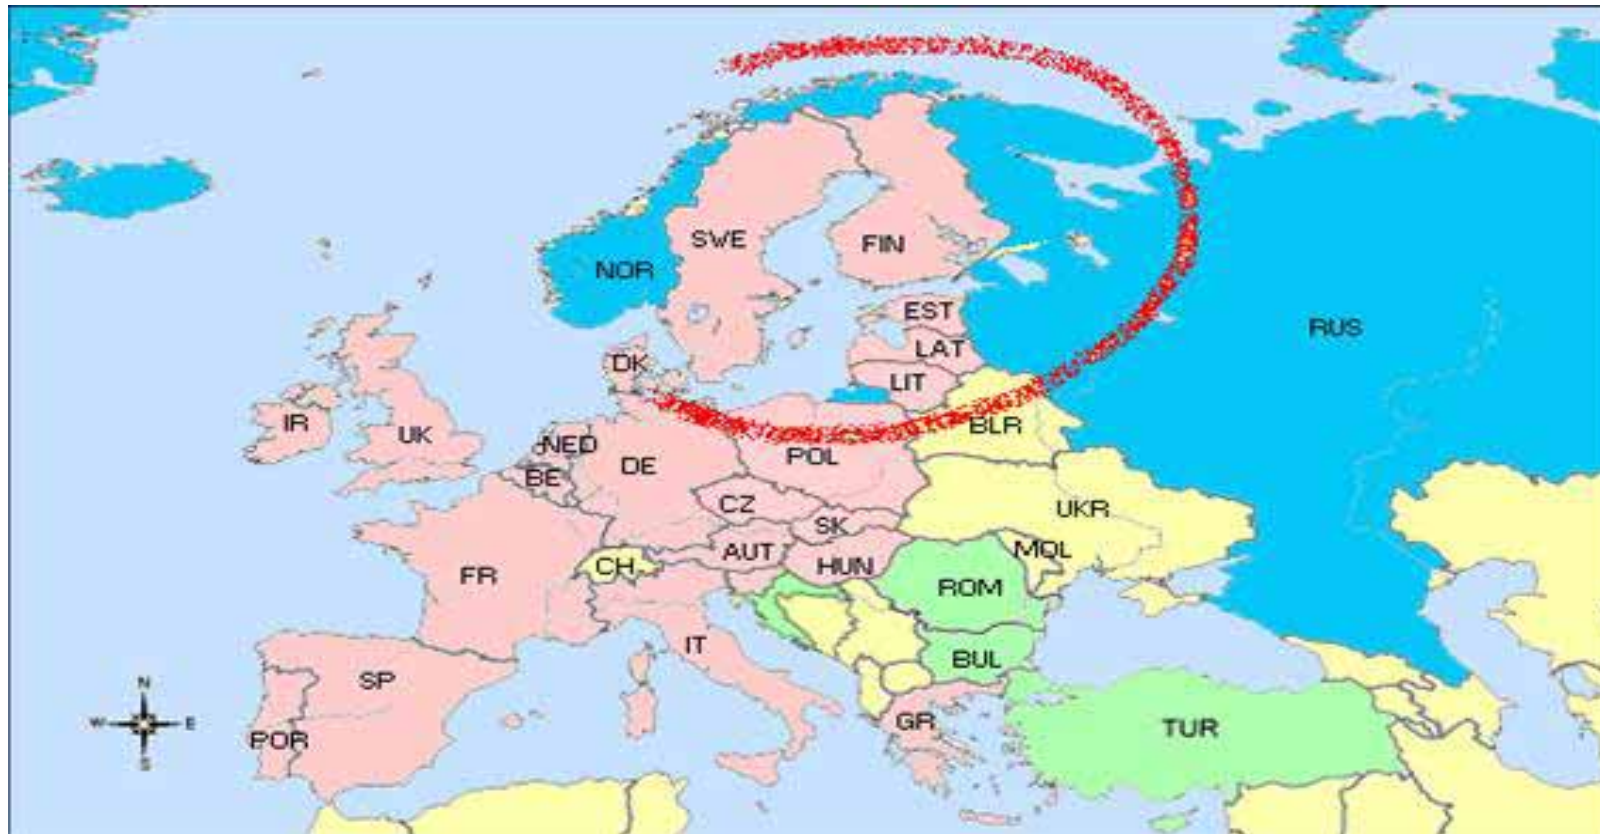 SWE
FIN
NOR
EST
RUS
LAT
DK
LIT
IR
UK
NED
BLR
POL
DE
BE
CZ
UKR
SK
AUT
MOL
HUN
CH
FR
ROM
IT
BUL
SP
N
W
E
S
GR
TUR
POR